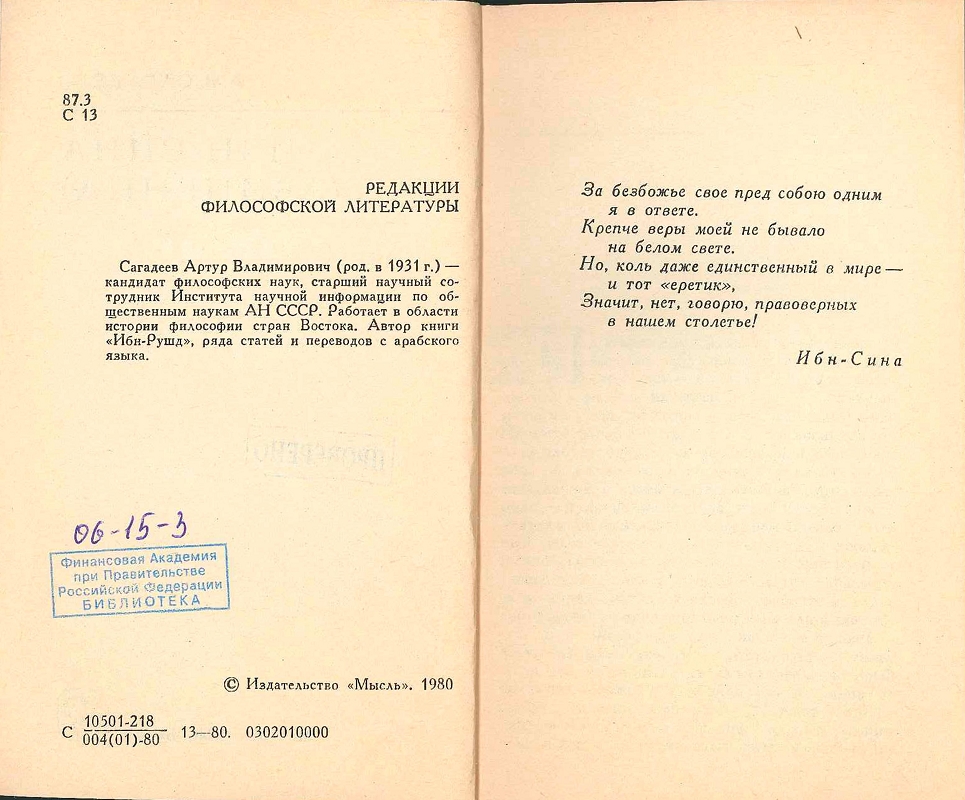 87.3
С 13
РЕДАКЦИИ
ФИЛОСОФСКОЙ ЛИТЕРАТУРЫ
Сагадеев Артур Владимирович (род. в 1931 г.) —
кандидат философских наук, старший научный со-
трудник Института научной информации по об-
щественным наукам АН СССР. Работает в области
истории философии стран Востока. Автор книги
«Ибн-Рушд», ряда статей и переводов с арабского
языка.
ПРОВЕРЕНО
06-15-3
Финансовая Академия
при Правительстве
Российской Федерации
БИБЛИОТЕКА
© Издательство «Мысль». 1980
С 10501-218 13—80. 0302010000
004(01)-80
За безбожье свое пред собою одним
я в ответе.
Крепче веры моей не бывало
на белом свете.
Но, коль даже единственный в мире —
и тот «еретик»,
Значит, нет, говорю, правоверных
в нашем столетье!
Ибн-Сина